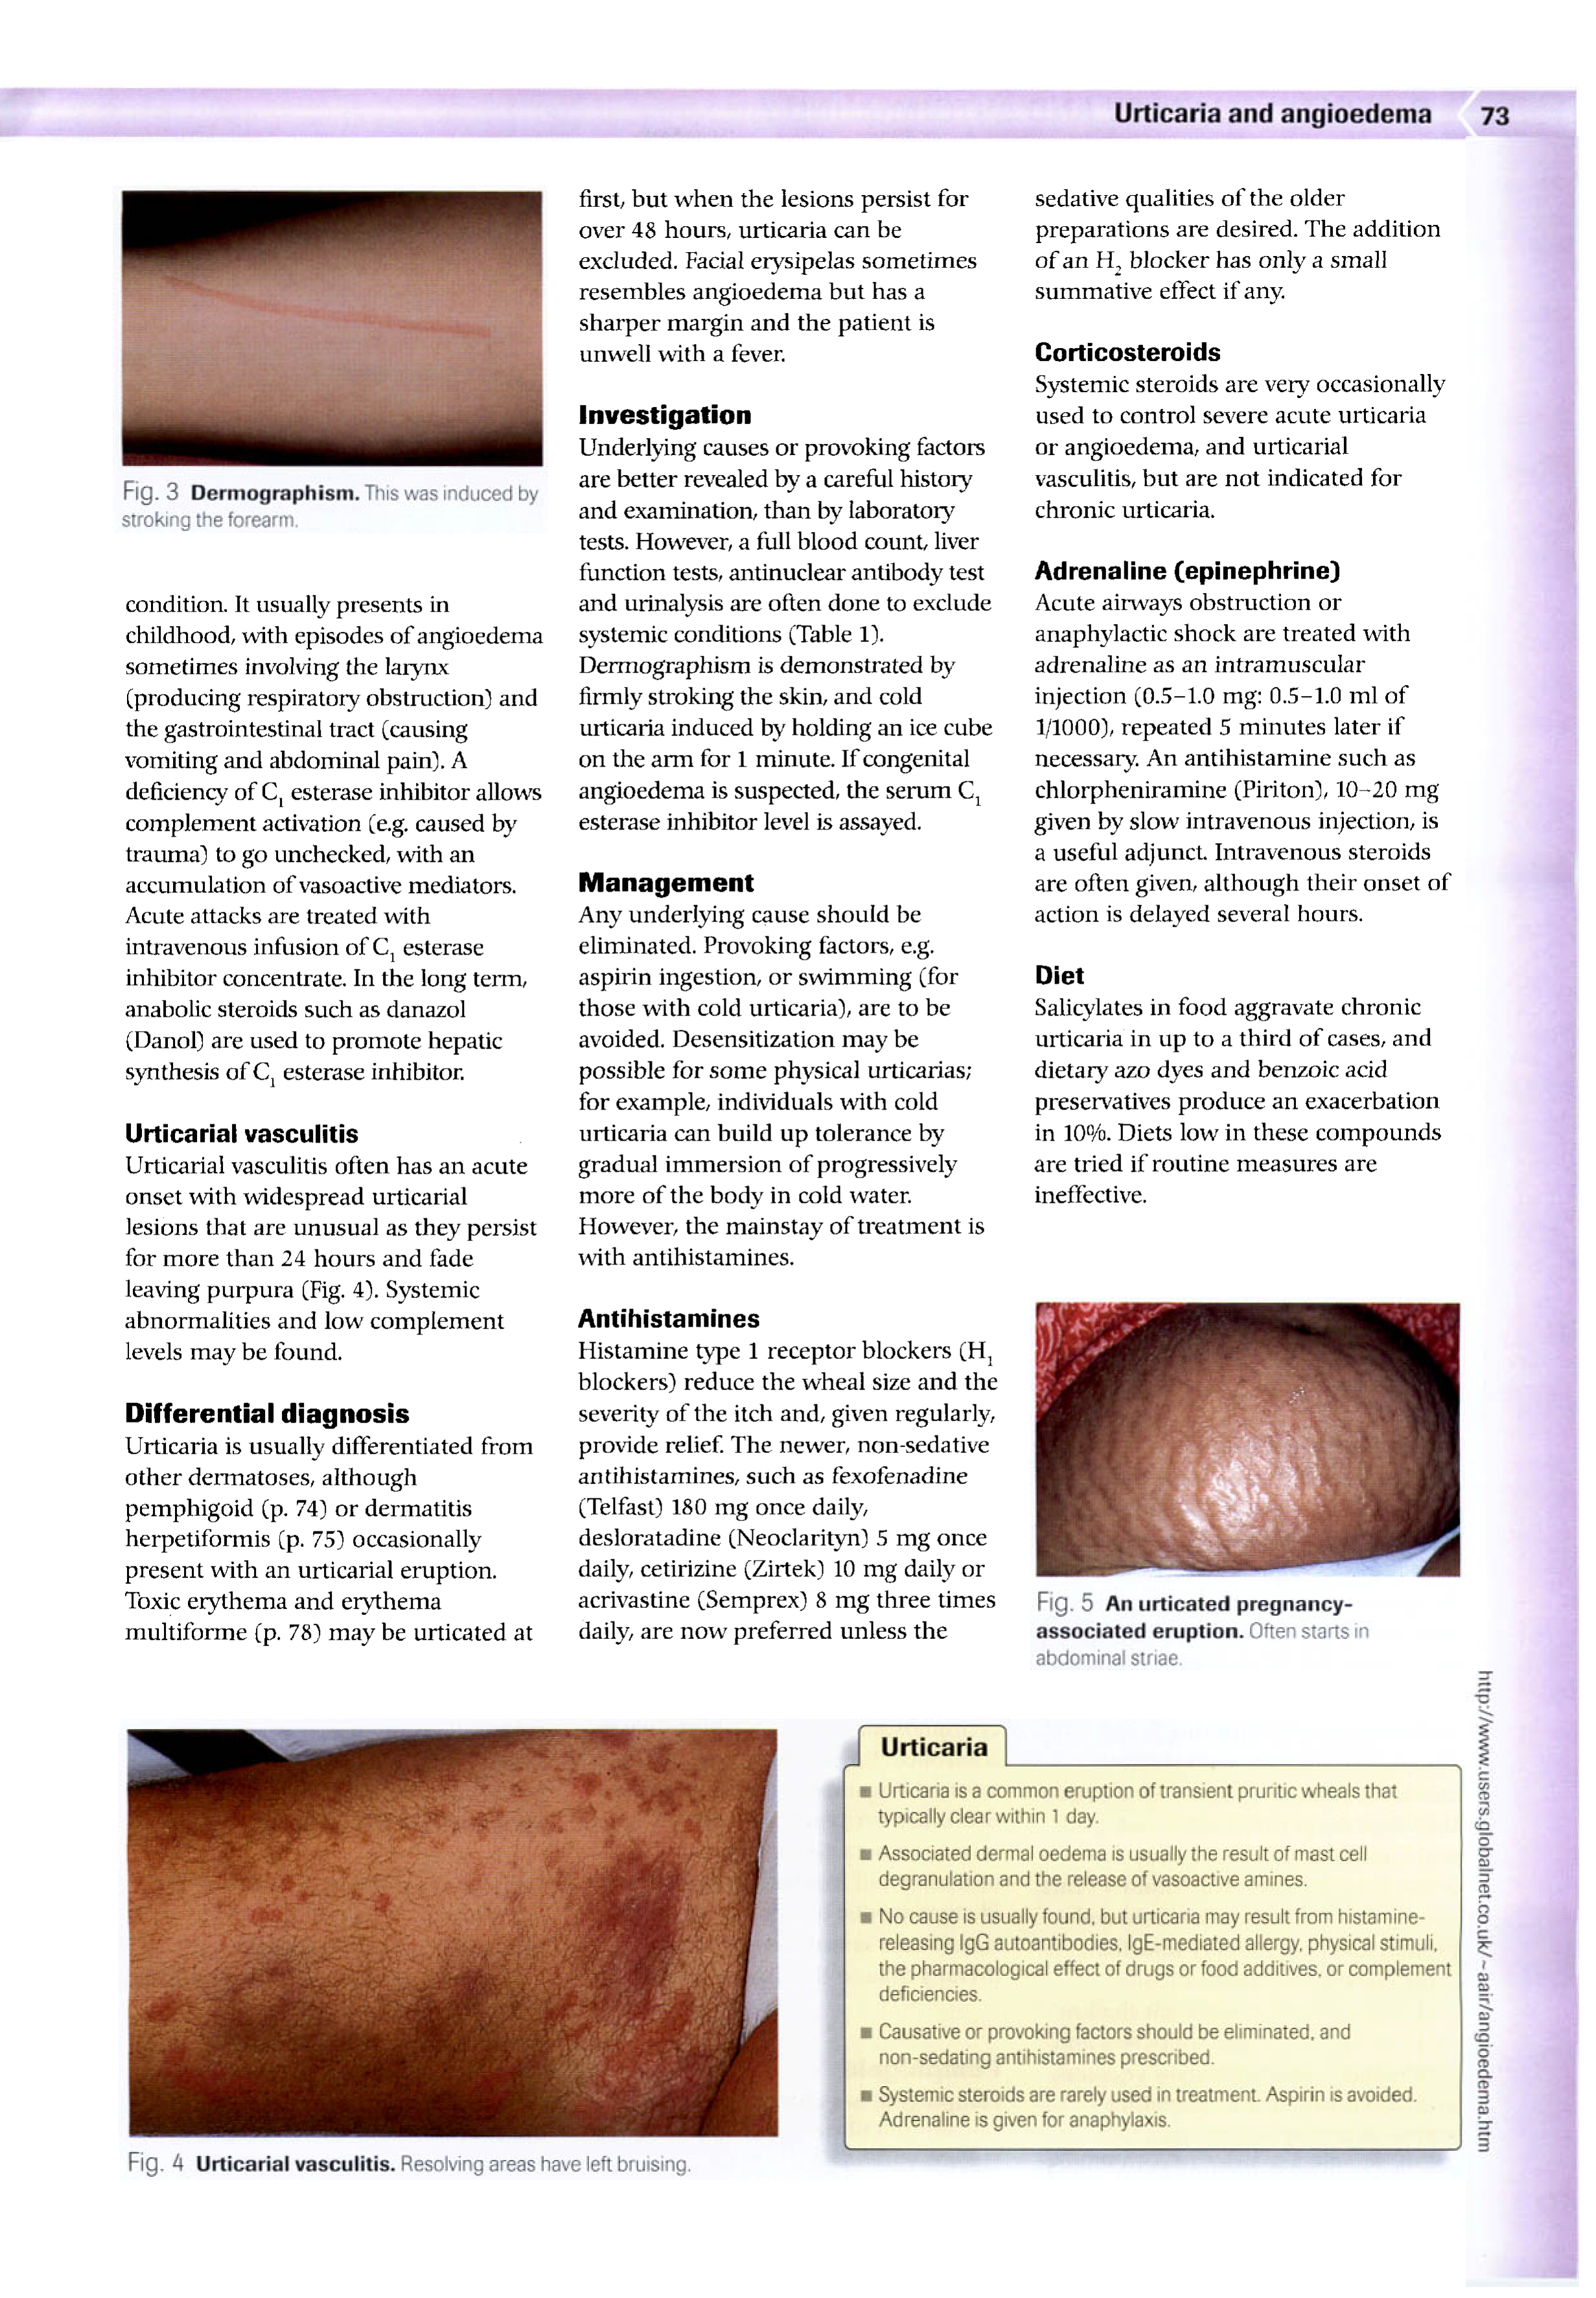 Urticaria and angioedema 73
Fig. 3 Dermographism. This was induced by
stroking the forearm.
condition. It usually presents in
childhood, with episodes of angioedema
sometimes involving the larynx
(producing respiratory obstruction) and
the gastrointestinal tract (causing
vomiting and abdominal pain). A
deficiency of C₁ esterase inhibitor allows
complement activation (e.g. caused by
trauma) to go unchecked, with an
accumulation of vasoactive mediators.
Acute attacks are treated with
intravenous infusion of C₁ esterase
inhibitor concentrate. In the long term,
anabolic steroids such as danazol
(Danol) are used to promote hepatic
synthesis of C₁ esterase inhibitor.
Urticarial vasculitis
Urticarial vasculitis often has an acute
onset with widespread urticarial
lesions that are unusual as they persist
for more than 24 hours and fade
leaving purpura (Fig. 4). Systemic
abnormalities and low complement
levels may be found.
Differential diagnosis
Urticaria is usually differentiated from
other dermatoses, although
pemphigoid (p. 74) or dermatitis
herpetiformis (p. 75) occasionally
present with an urticarial eruption.
Toxic erythema and erythema
multiforme (p. 78) may be urticated at
first, but when the lesions persist for
over 48 hours, urticaria can be
excluded. Facial erysipelas sometimes
resembles angioedema but has a
sharper margin and the patient is
unwell with a fever.
Investigation
Underlying causes or provoking factors
are better revealed by a careful history
and examination, than by laboratory
tests. However, a full blood count, liver
function tests, antinuclear antibody test
and urinalysis are often done to exclude
systemic conditions (Table 1).
Dermographism is demonstrated by
firmly stroking the skin, and cold
urticaria induced by holding an ice cube
on the arm for 1 minute. If congenital
angioedema is suspected, the serum C₁
esterase inhibitor level is assayed.
Management
Any underlying cause should be
eliminated. Provoking factors, e.g.
aspirin ingestion, or swimming (for
those with cold urticaria), are to be
avoided. Desensitization may be
possible for some physical urticarias;
for example, individuals with cold
urticaria can build up tolerance by
gradual immersion of progressively
more of the body in cold water.
However, the mainstay of treatment is
with antihistamines.
Antihistamines
Histamine type 1 receptor blockers (H₁
blockers) reduce the wheal size and the
severity of the itch and, given regularly,
provide relief. The newer, non-sedative
antihistamines, such as fexofenadine
(Telfast) 180 mg once daily,
desloratadine (Neoclarityn) 5 mg once
daily, cetirizine (Zirtek) 10 mg daily or
acrivastine (Semprex) 8 mg three times
daily, are now preferred unless the
sedative qualities of the older
preparations are desired. The addition
of an H₂ blocker has only a small
summative effect if any.
Corticosteroids
Systemic steroids are very occasionally
used to control severe acute urticaria
or angioedema, and urticarial
vasculitis, but are not indicated for
chronic urticaria.
Adrenaline (epinephrine)
Acute airways obstruction or
anaphylactic shock are treated with
adrenaline as an intramuscular
injection (0.5–1.0 mg: 0.5–1.0 ml of
1/1000), repeated 5 minutes later if
necessary. An antihistamine such as
chlorpheniramine (Piriton), 10–20 mg
given by slow intravenous injection, is
a useful adjunct. Intravenous steroids
are often given, although their onset of
action is delayed several hours.
Diet
Salicylates in food aggravate chronic
urticaria in up to a third of cases, and
dietary azo dyes and benzoic acid
preservatives produce an exacerbation
in 10%. Diets low in these compounds
are tried if routine measures are
ineffective.
Fig. 5 An urticated pregnancy-
associated eruption. Often starts in
abdominal striae.
Fig. 4 Urticarial vasculitis. Resolving areas have left bruising.
Urticaria
■ Urticaria is a common eruption of transient pruritic wheals that
typically clear within 1 day.
■ Associated dermal oedema is usually the result of mast cell
degranulation and the release of vasoactive amines.
■ No cause is usually found, but urticaria may result from histamine-
releasing IgG autoantibodies, IgE-mediated allergy, physical stimuli,
the pharmacological effect of drugs or food additives, or complement
deficiencies.
■ Causative or provoking factors should be eliminated, and
non-sedating antihistamines prescribed.
■ Systemic steroids are rarely used in treatment. Aspirin is avoided.
Adrenaline is given for anaphylaxis.
http://www.users.globalnet.co.uk/~aair/angioedema.htm